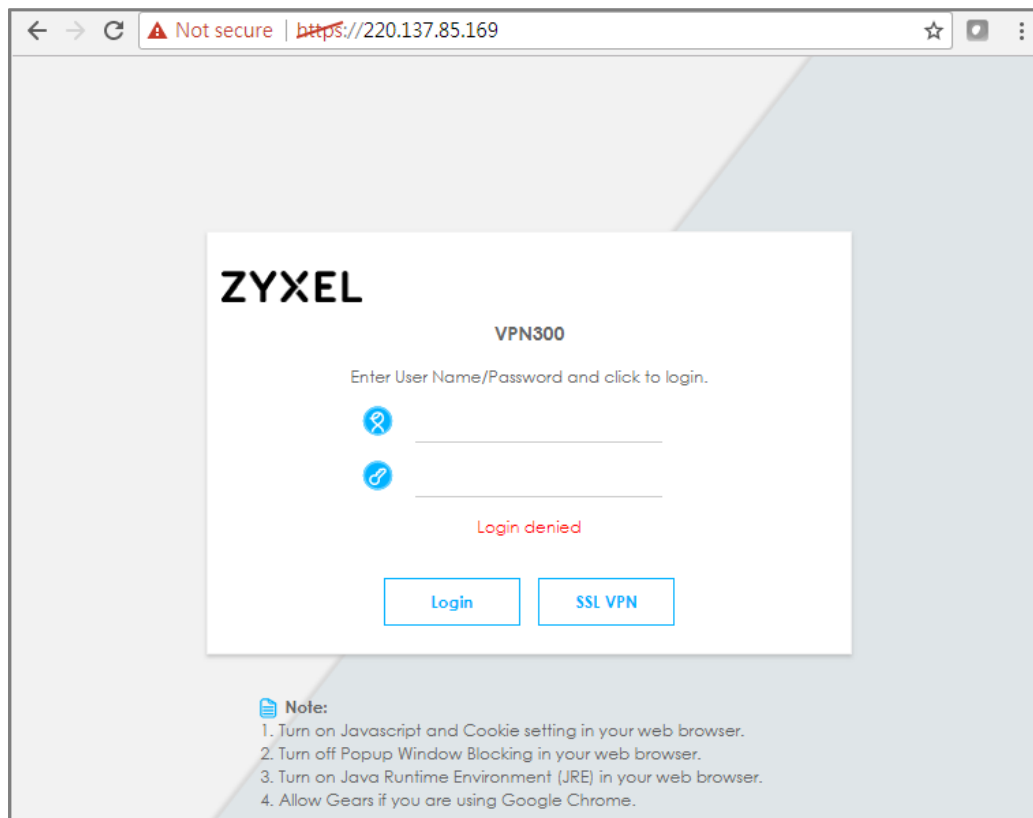 Not secure | https://220.137.85.169
ZYXEL
VPN300
Enter User Name/Password and click to login.
Login denied
Login SSL VPN
Note:
1. Turn on Javascript and Cookie setting in your web browser.
2. Turn off Popup Window Blocking in your web browser.
3. Turn on Java Runtime Environment (JRE) in your web browser.
4. Allow Gears if you are using Google Chrome.